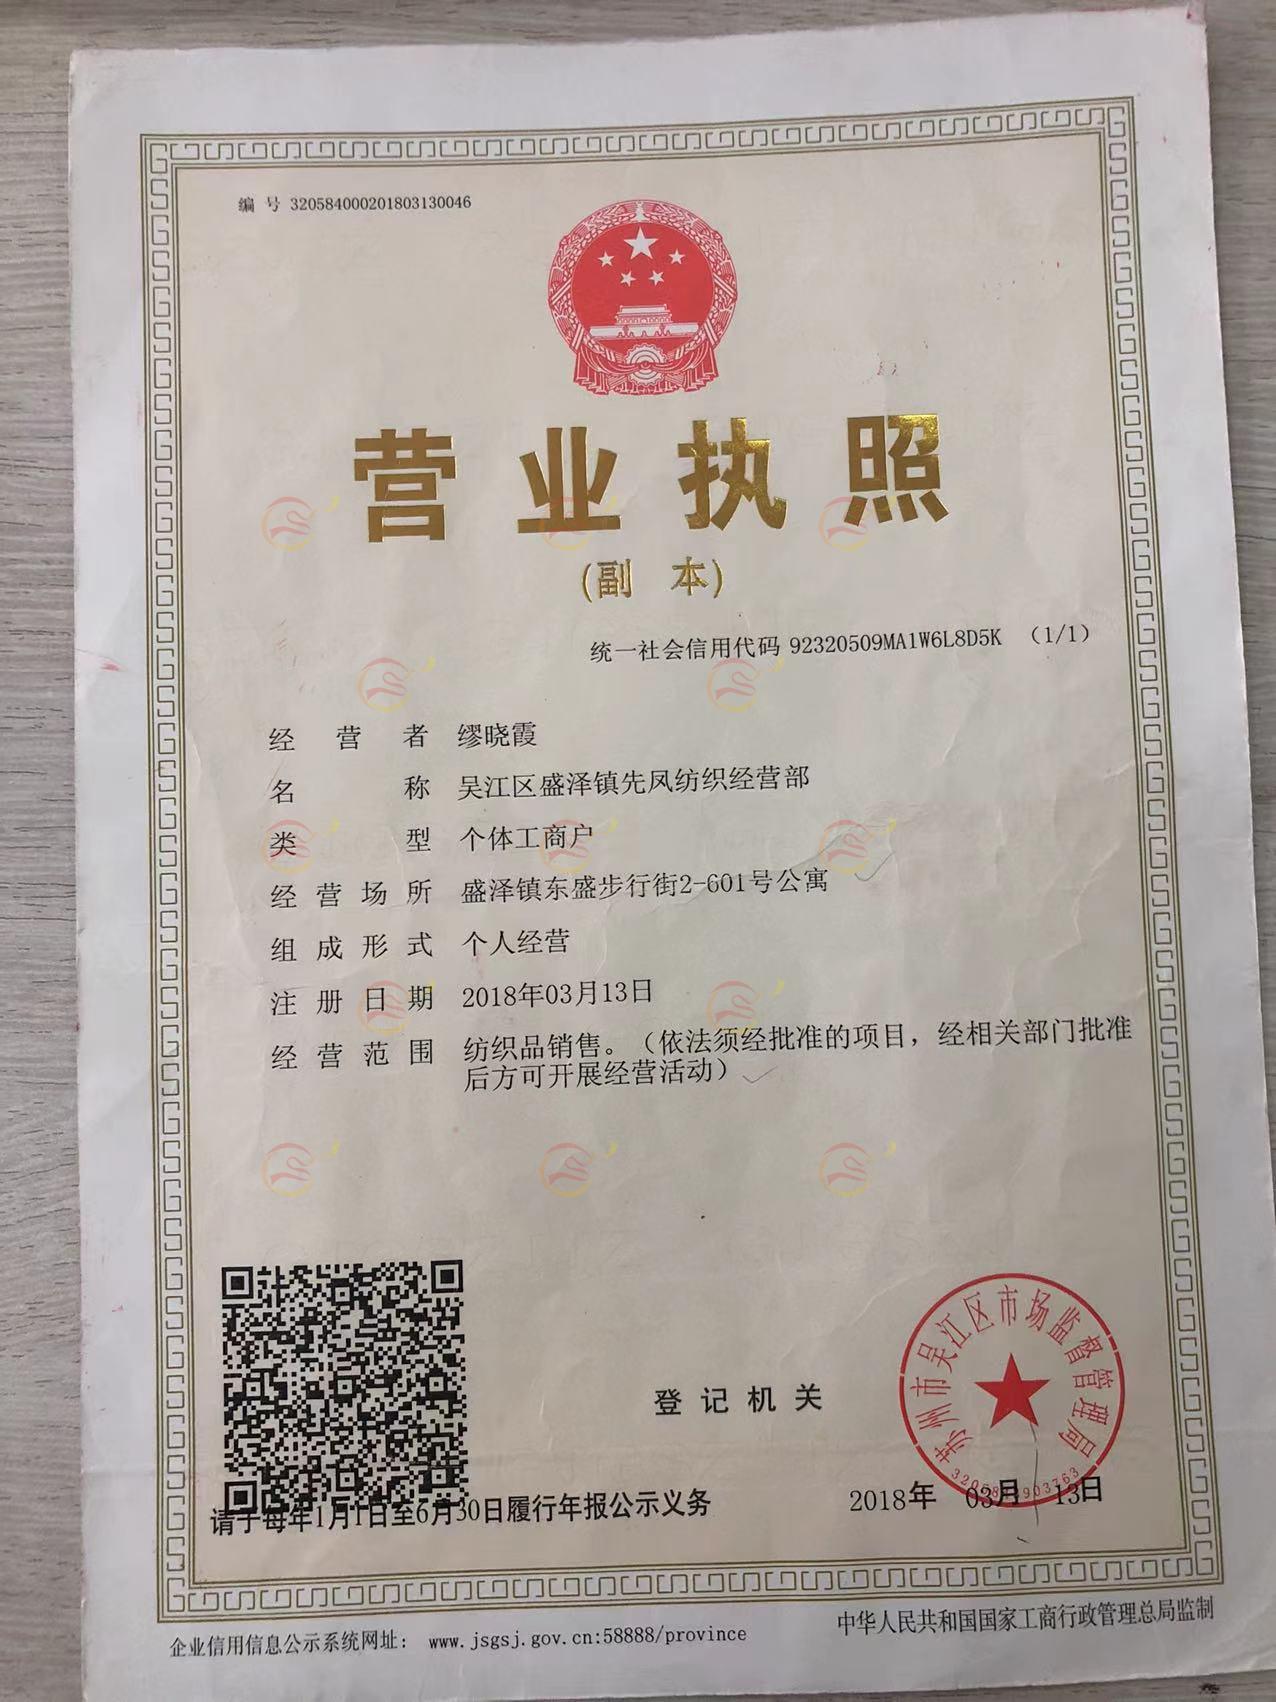 编 号 320584000201803130046
营业执照
(副 本)
统一社会信用代码 92320509MA1W6L8D5K （1/1）
经营者 缪晓霞
名称 吴江区盛泽镇先凤纺织经营部
类型 个体工商户
经营场所 盛泽镇东盛步行街2-601号公寓
组成形式 个人经营
注册日期 2018年03月13日
经营范围 纺织品销售。（依法须经批准的项目，经相关部门批准
后方可开展经营活动）
苏州市吴江区市场监督管理局
登记机关
请于每年1月1日至6月30日履行年报公示义务
2018年 03月 13日
企业信用信息公示系统网址： www.jsgsj.gov.cn:58888/province
中华人民共和国国家工商行政管理总局监制